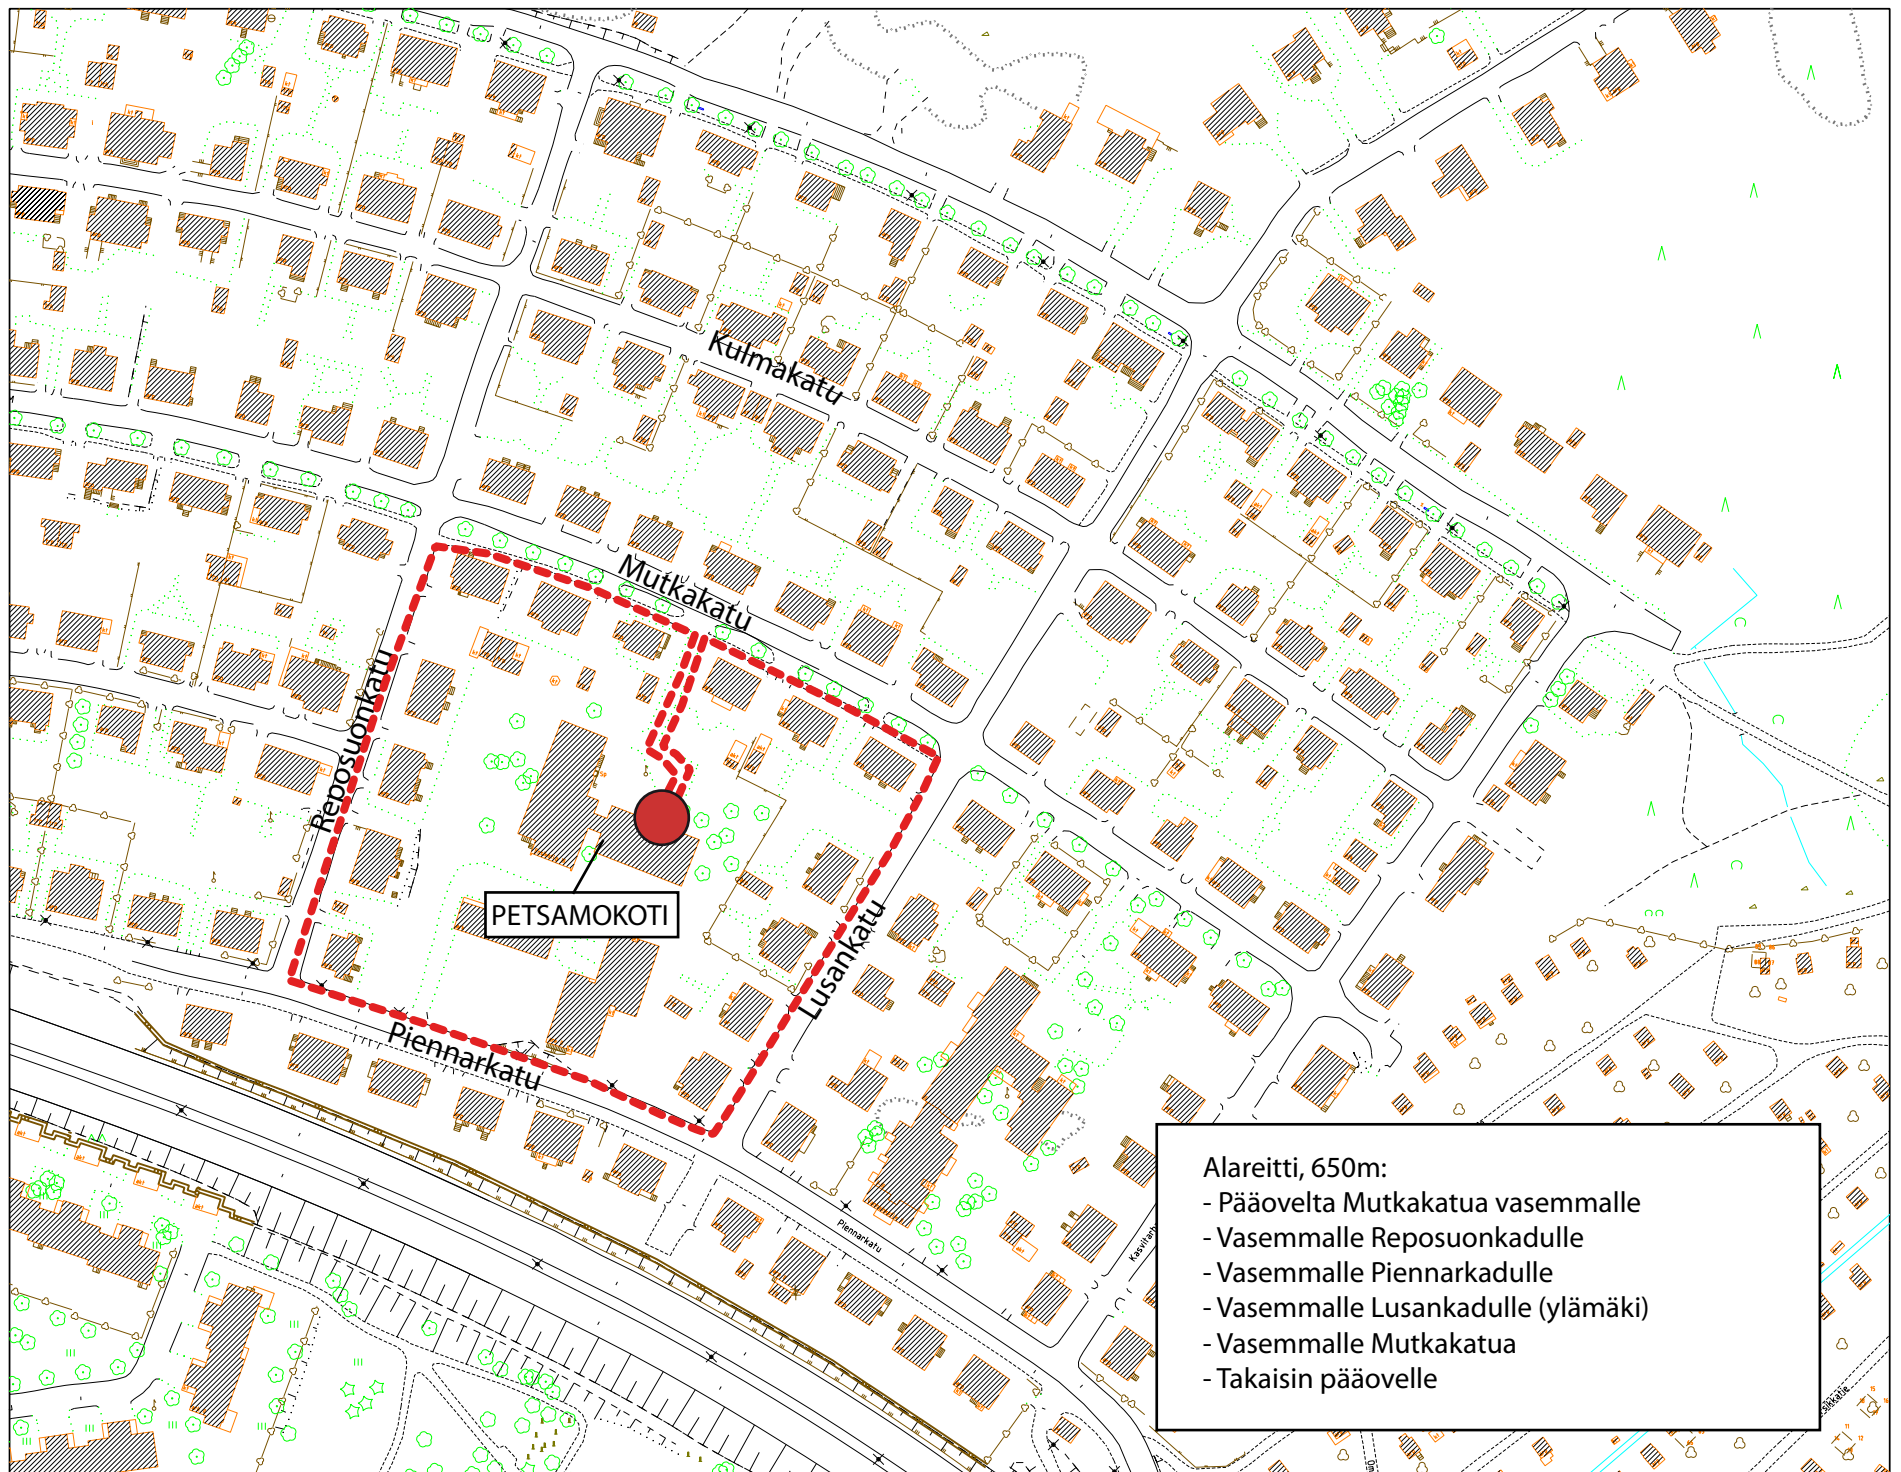 Kulmakatu
Mutkakatu
Reposuonkatu
PETSAMOKOTI
Lusankatu
Piennarkatu
Piennarkatu
Alareitti, 650m:
- Pääovelta Mutkakatua vasemmalle
- Vasemmalle Reposuonkadulle
- Vasemmalle Piennarkadulle
- Vasemmalle Lusankadulle (ylämäki)
- Vasemmalle Mutkakatua
- Takaisin pääovelle